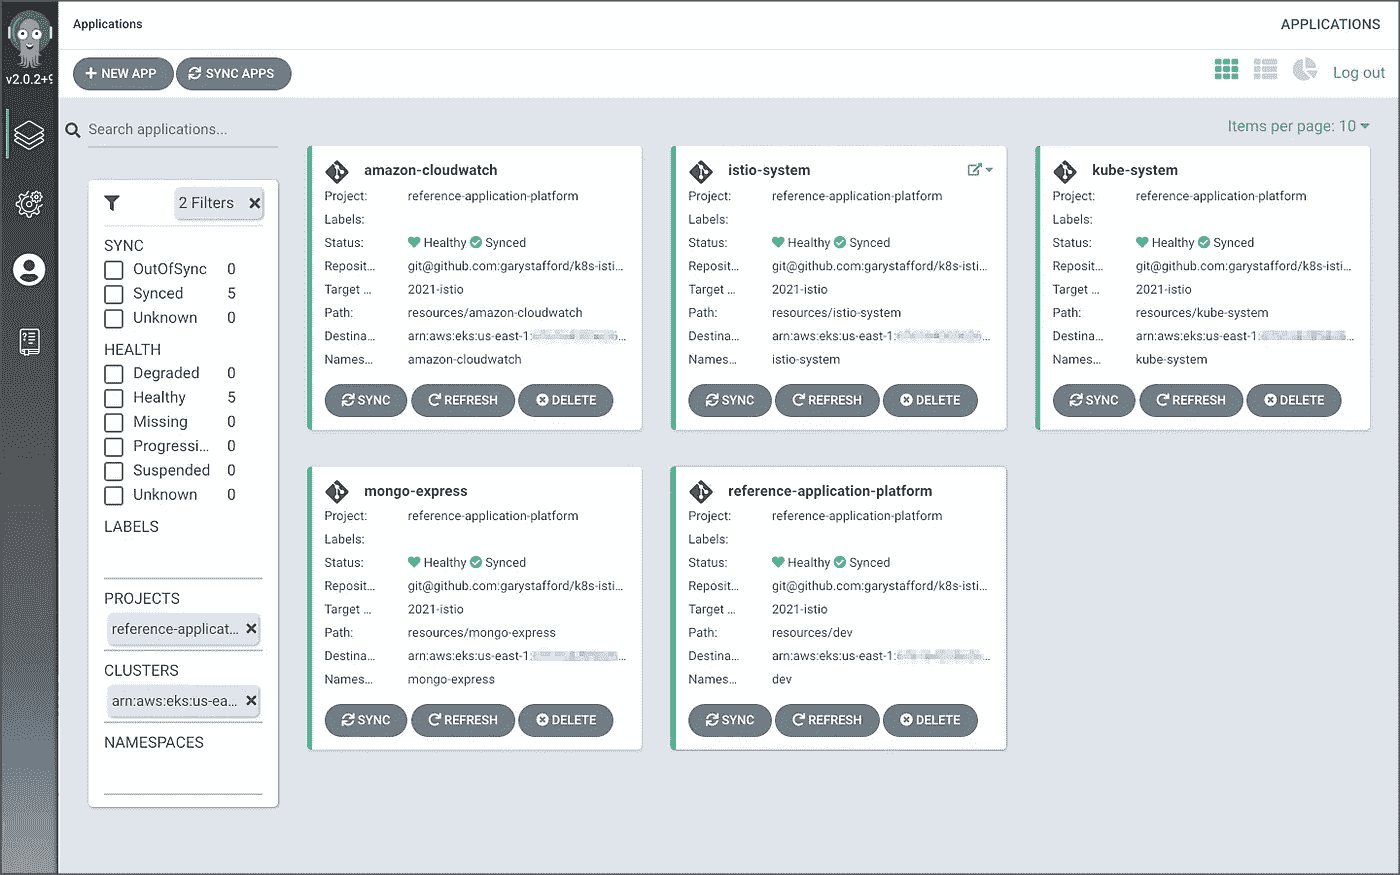 Applications
APPLICATIONS
v2.0.2+9
NEW APP
SYNC APPS
Log out
Search applications...
Items per page: 10
2 Filters
SYNC
OutOfSync 0
Synced 5
Unknown 0
HEALTH
Degraded 0
Healthy 5
Missing 0
Progressi... 0
Suspended 0
Unknown 0
LABELS
PROJECTS
reference-applicat...
CLUSTERS
arn:aws:eks:us-ea...
NAMESPACES
amazon-cloudwatch
Project: reference-application-platform
Labels:
Status: Healthy Synced
Reposit... git@github.com:garystafford/k8s-isti...
Target ... 2021-istio
Path: resources/amazon-cloudwatch
Destina... arn:aws:eks:us-east-1: ...
Names... amazon-cloudwatch
SYNC REFRESH DELETE
istio-system
Project: reference-application-platform
Labels:
Status: Healthy Synced
Reposit... git@github.com:garystafford/k8s-isti...
Target ... 2021-istio
Path: resources/istio-system
Destina... arn:aws:eks:us-east-1: ...
Names... istio-system
SYNC REFRESH DELETE
kube-system
Project: reference-application-platform
Labels:
Status: Healthy Synced
Reposit... git@github.com:garystafford/k8s-isti...
Target ... 2021-istio
Path: resources/kube-system
Destina... arn:aws:eks:us-east-1: ...
Names... kube-system
SYNC REFRESH DELETE
mongo-express
Project: reference-application-platform
Labels:
Status: Healthy Synced
Reposit... git@github.com:garystafford/k8s-isti...
Target ... 2021-istio
Path: resources/mongo-express
Destina... arn:aws:eks:us-east-1: ...
Names... mongo-express
SYNC REFRESH DELETE
reference-application-platform
Project: reference-application-platform
Labels:
Status: Healthy Synced
Reposit... git@github.com:garystafford/k8s-isti...
Target ... 2021-istio
Path: resources/dev
Destina... arn:aws:eks:us-east-1: ...
Names... dev
SYNC REFRESH DELETE